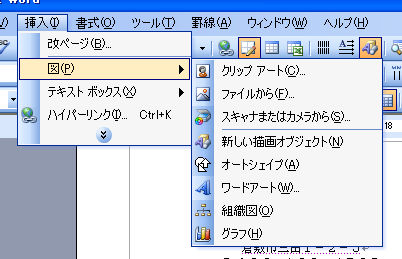 word
挿入(I) 書式(O) ツール(T) 罫線(A) ウィンドウ(W) ヘルプ(H)
改ページ(B)...
図(P)
テキスト ボックス(X)
ハイパーリンク(I)... Ctrl+K
クリップ アート(C)...
ファイルから(F)...
スキャナまたはカメラから(S)...
新しい描画オブジェクト(N)
オートシェイプ(A)
ワードアート(W)...
組織図(O)
グラフ(H)
A
18